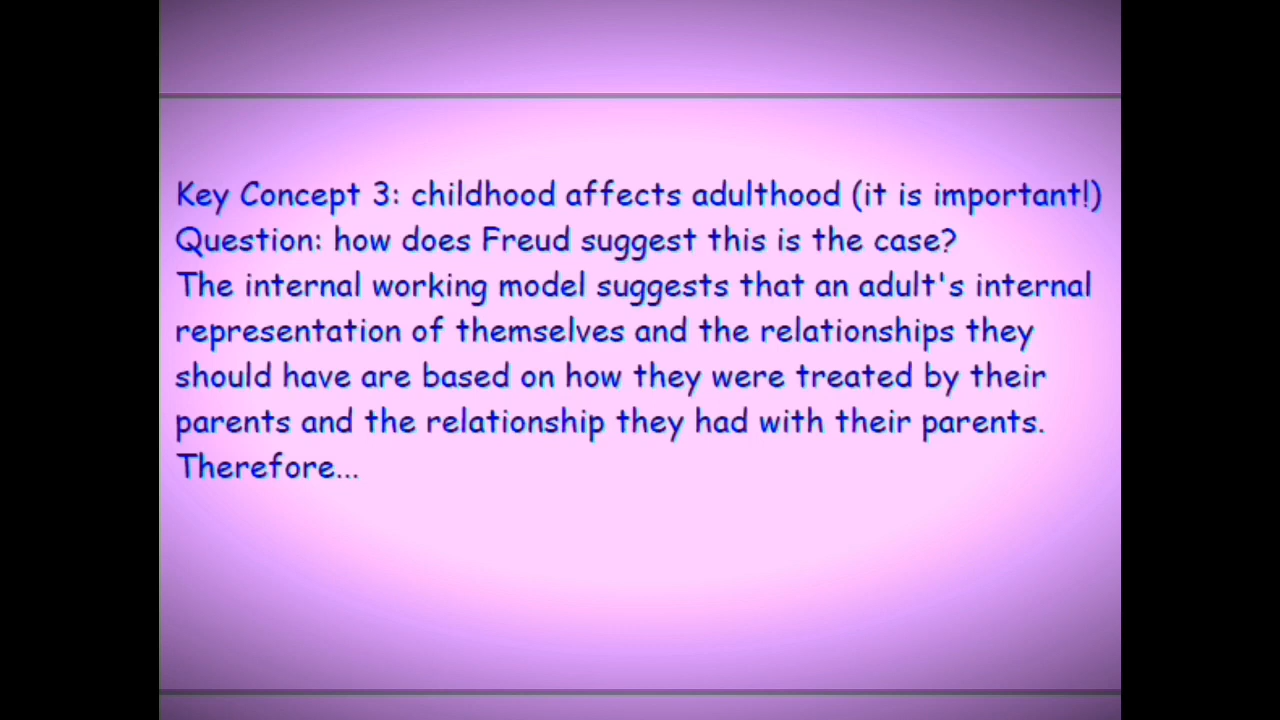 Key Concept 3: childhood affects adulthood (it is important!)
Question: how does Freud suggest this is the case?
The internal working model suggests that an adult's internal
representation of themselves and the relationships they
should have are based on how they were treated by their
parents and the relationship they had with their parents.
Therefore...